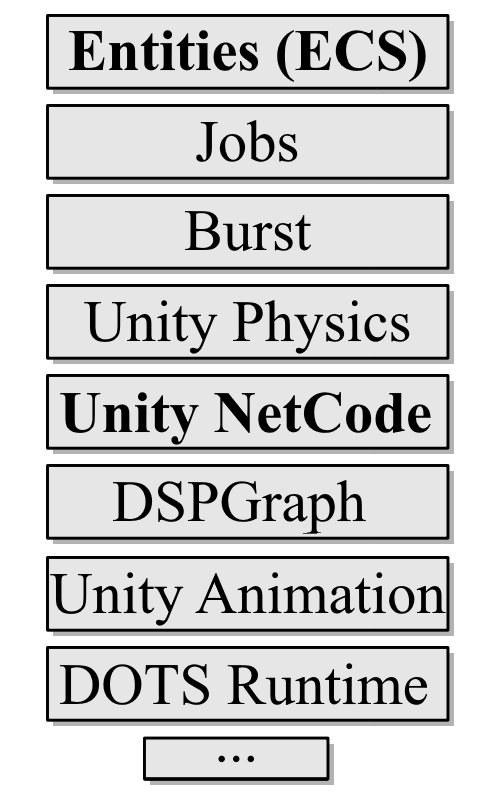 Entities (ECS)
Jobs
Burst
Unity Physics
Unity NetCode
DSPGraph
Unity Animation
DOTS Runtime
...